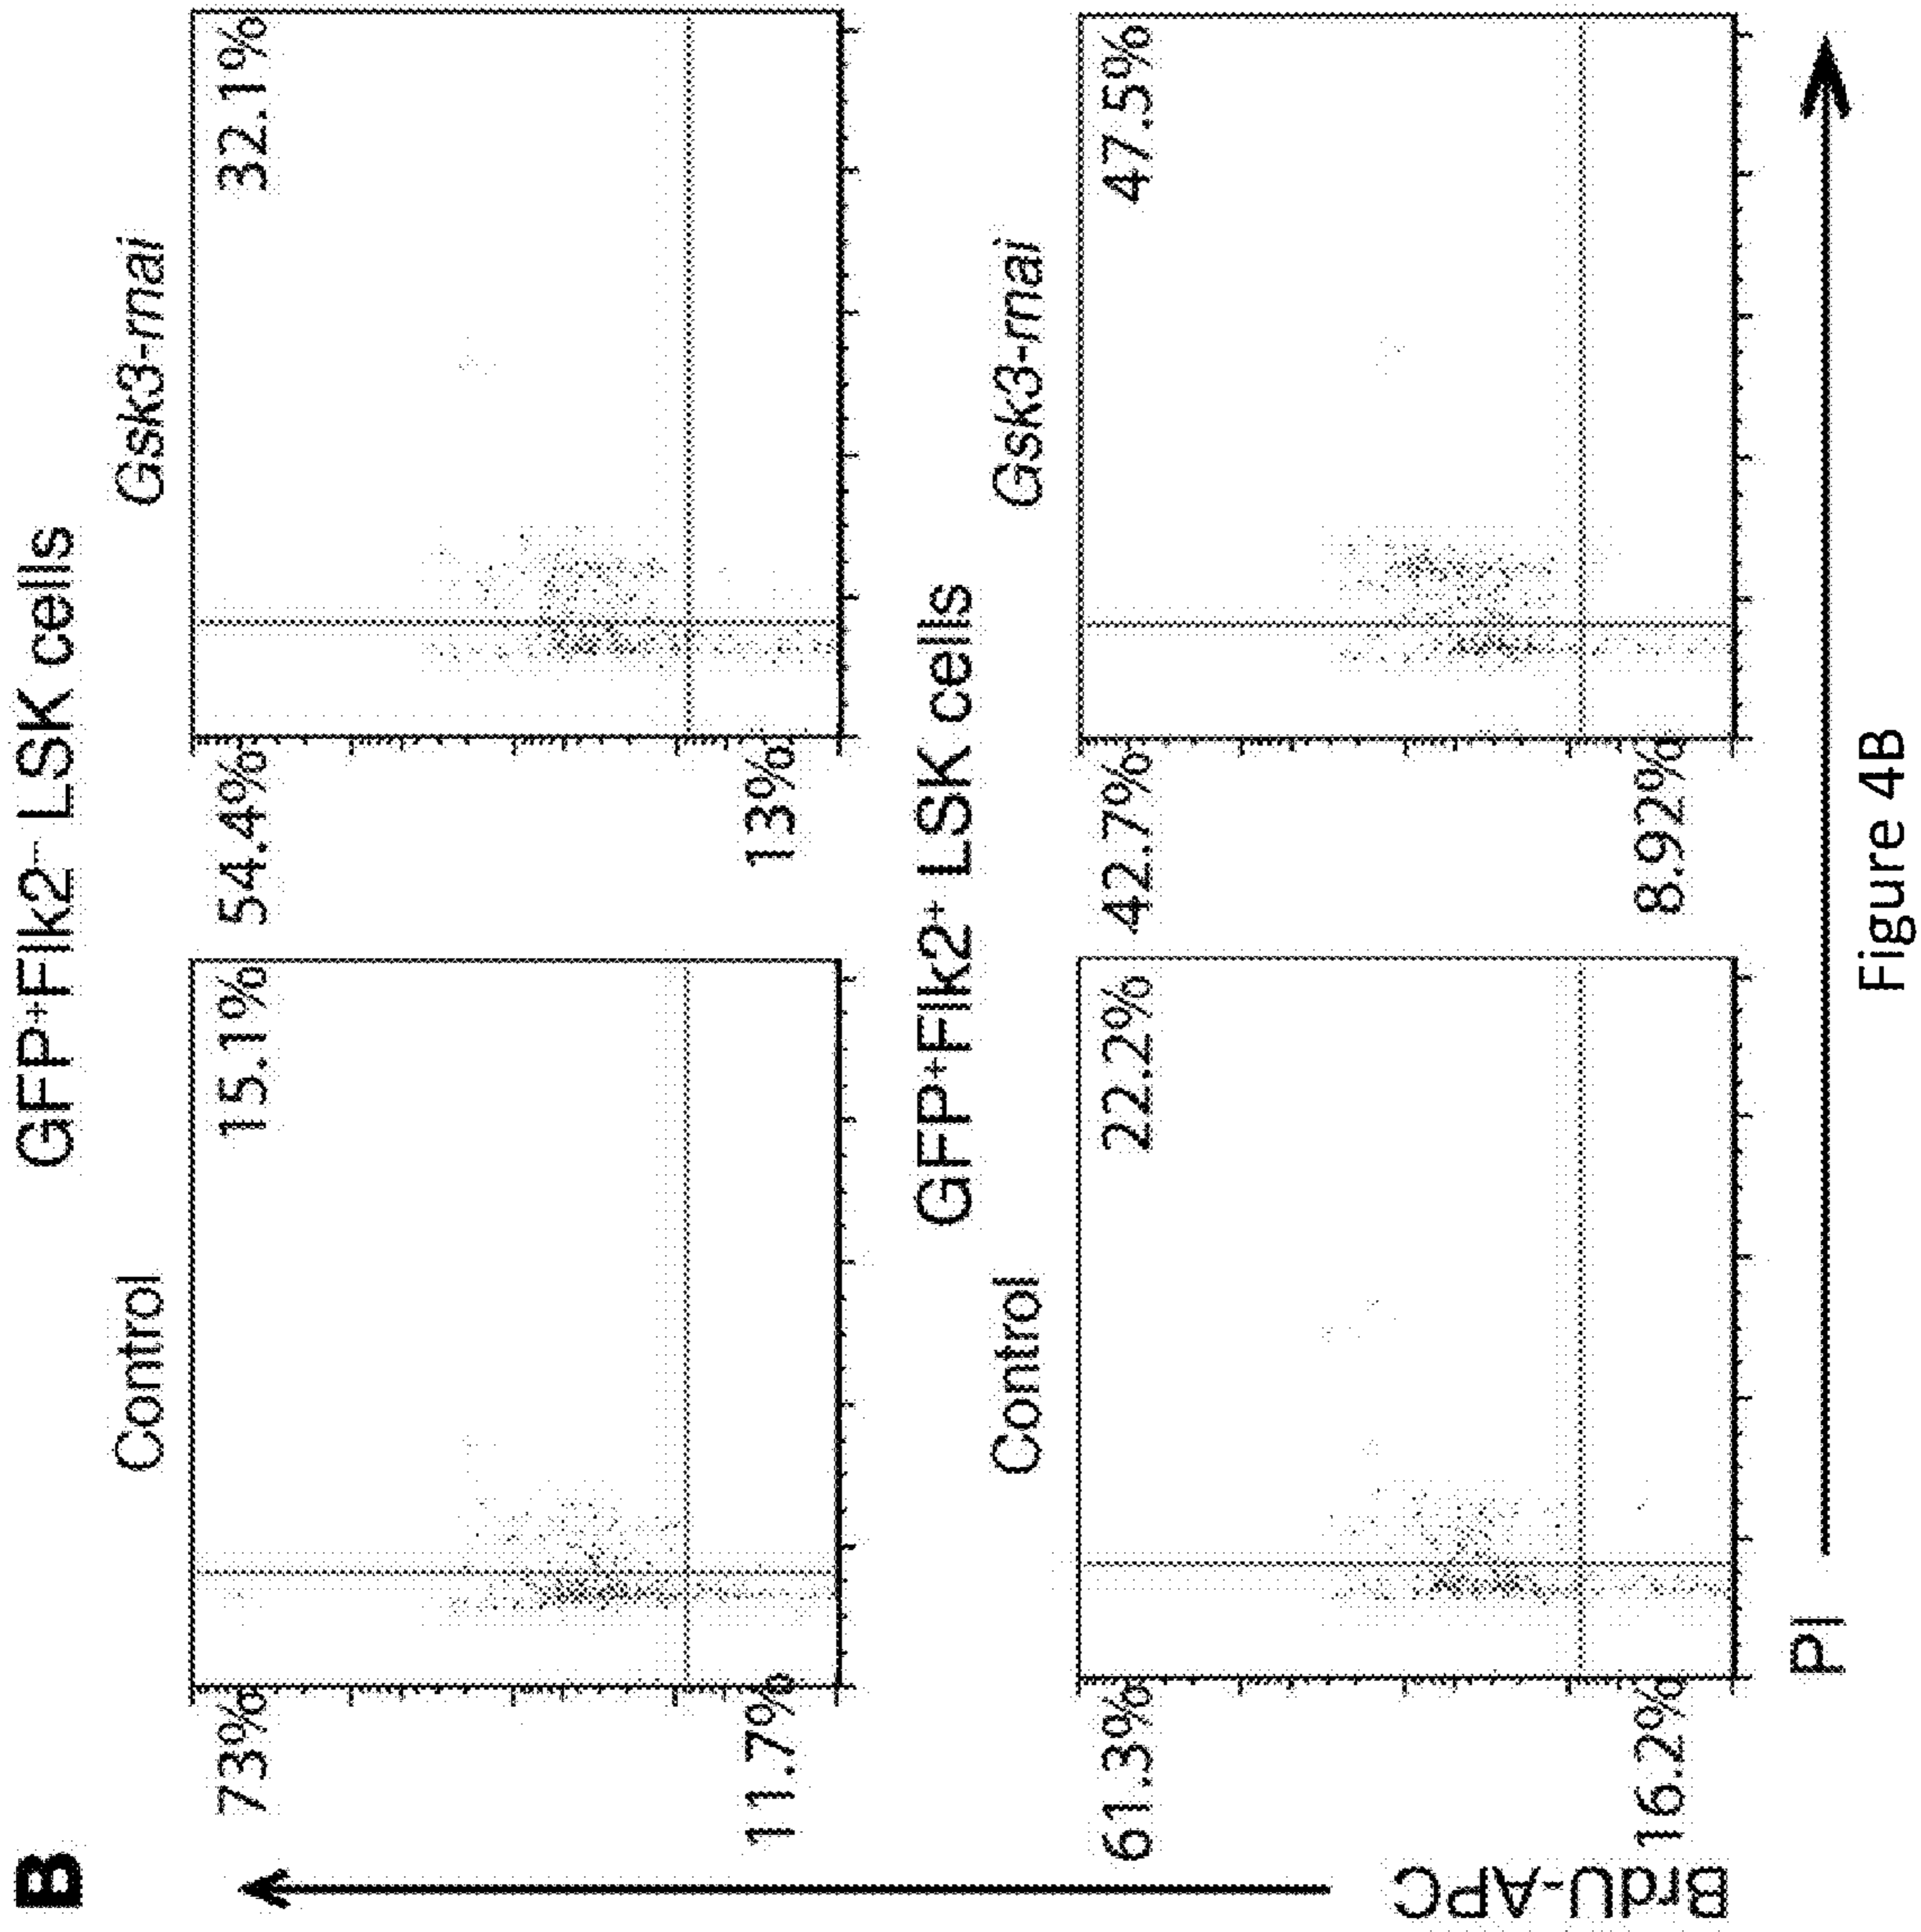 B
GFP+Flk2- LSK cells
Control
Gsk3-rnai
73%
15.1%
54.4%
32.1%
11.7%
13%
GFP+Flk2+ LSK cells
Control
Gsk3-rnai
61.3%
22.2%
42.7%
47.5%
16.2%
8.92%
BrdU-APC
PI
Figure 4B